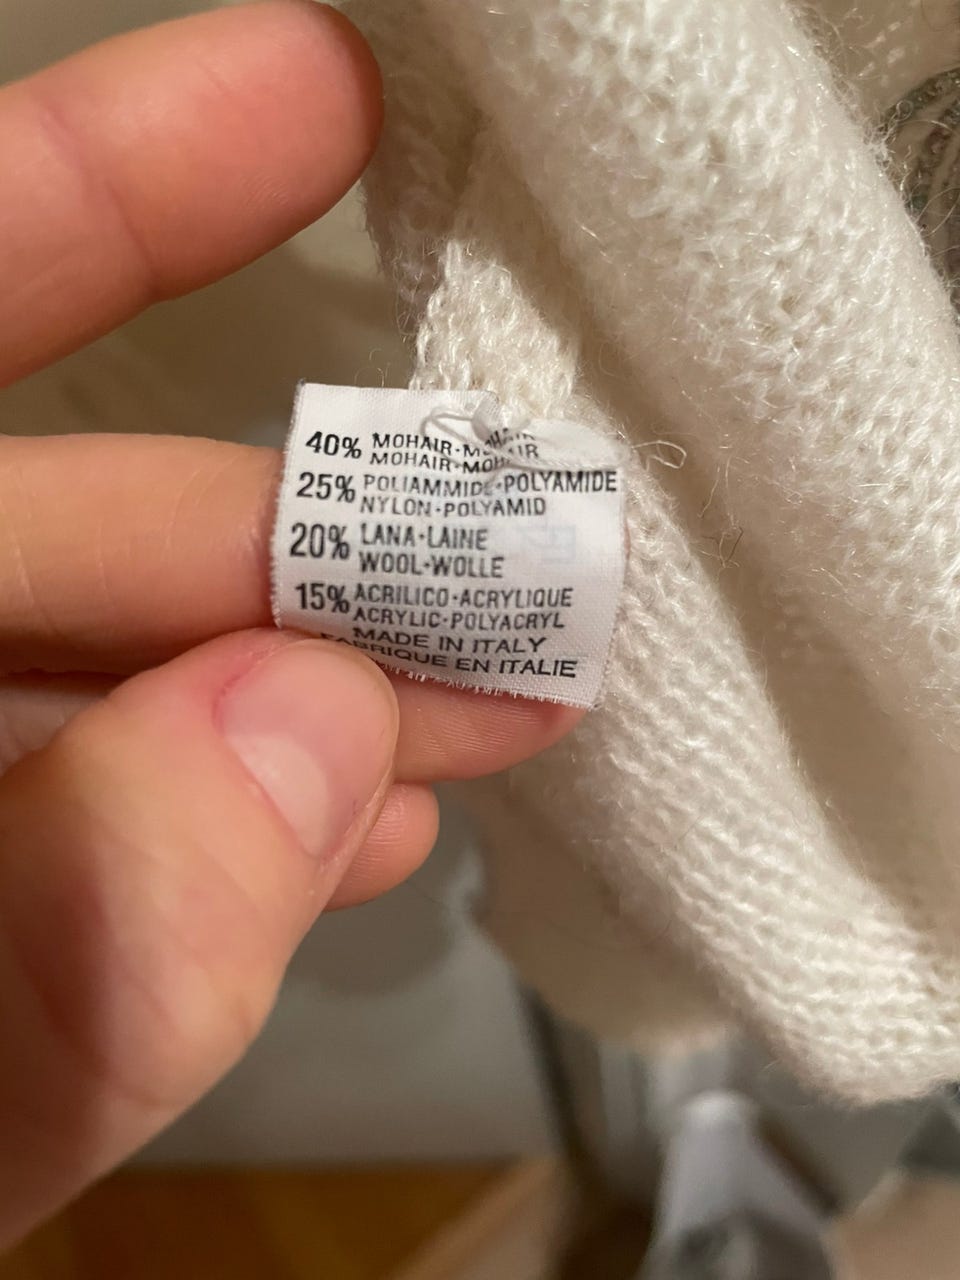 40% MOHAIR·MOHAIR
MOHAIR·MOHAIR
25% POLIAMMIDE·POLYAMIDE
NYLON·POLYAMID
20% LANA·LAINE
WOOL·WOLLE
15% ACRILICO·ACRYLIQUE
ACRYLIC·POLYACRYL
MADE IN ITALY
FABRIQUE EN ITALIE